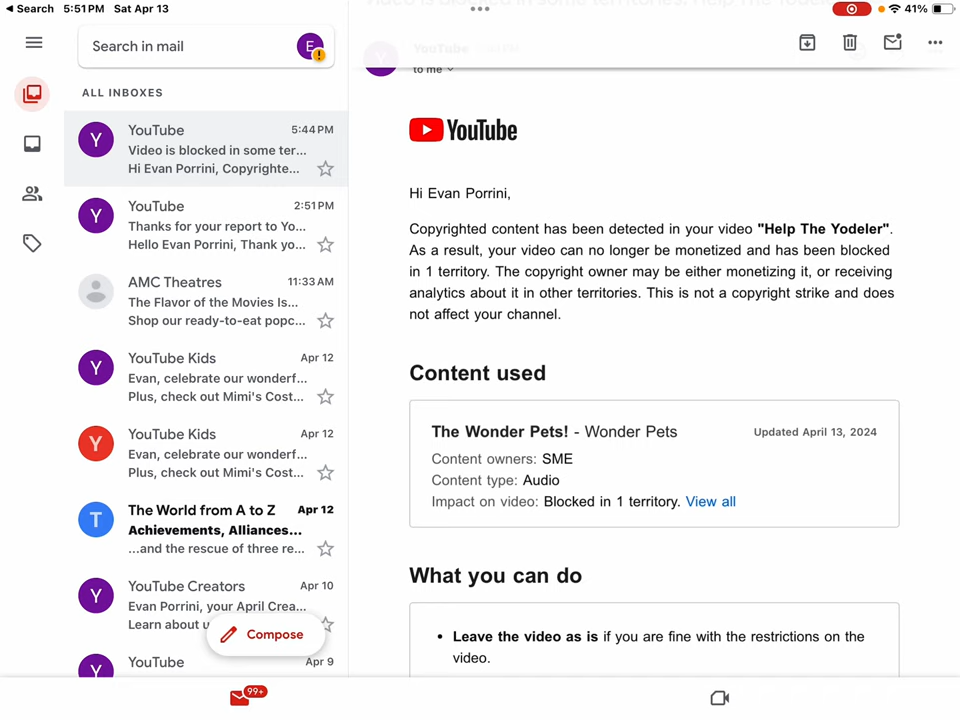 ◀ Search 5:51 PM Sat Apr 13
41%
Search in mail
E
ALL INBOXES
Y
YouTube 5:44 PM
Video is blocked in some ter...
Hi Evan Porrini, Copyrighte...
Y
YouTube 2:51 PM
Thanks for your report to Yo...
Hello Evan Porrini, Thank yo...
AMC Theatres 11:33 AM
The Flavor of the Movies Is...
Shop our ready-to-eat popc...
Y
YouTube Kids Apr 12
Evan, celebrate our wonderf...
Plus, check out Mimi's Cost...
Y
YouTube Kids Apr 12
Evan, celebrate our wonderf...
Plus, check out Mimi's Cost...
T
The World from A to Z Apr 12
Achievements, Alliances...
...and the rescue of three re...
Y
YouTube Creators Apr 10
Evan Porrini, your April Crea...
Learn about
Compose
Y
YouTube Apr 9
99+
YouTube
to me
YouTube
Hi Evan Porrini,
Copyrighted content has been detected in your video "Help The Yodeler".
As a result, your video can no longer be monetized and has been blocked
in 1 territory. The copyright owner may be either monetizing it, or receiving
analytics about it in other territories. This is not a copyright strike and does
not affect your channel.
Content used
The Wonder Pets! - Wonder Pets Updated April 13, 2024
Content owners: SME
Content type: Audio
Impact on video: Blocked in 1 territory. View all
What you can do
• Leave the video as is if you are fine with the restrictions on the
video.